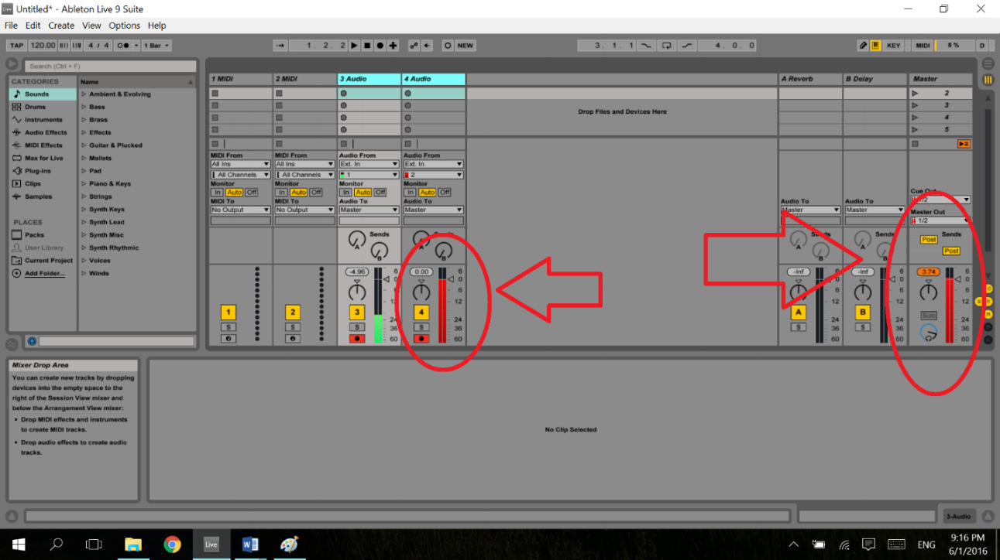 Live Untitled* - Ableton Live 9 Suite
File Edit Create View Options Help
TAP 120.00 4 / 4 1 Bar 1. 2. 2 NEW 3. 1. 1 4. 0. 0 KEY MIDI 5 % D
Search (Ctrl + F)
CATEGORIES
Sounds
Drums
Instruments
Audio Effects
MIDI Effects
Max for Live
Plug-ins
Clips
Samples
PLACES
Packs
User Library
Current Project
Add Folder...
Name
Ambient & Evolving
Bass
Brass
Effects
Guitar & Plucked
Mallets
Pad
Piano & Keys
Strings
Synth Keys
Synth Lead
Synth Misc
Synth Rhythmic
Voices
Winds
1 MIDI 2 MIDI 3 Audio 4 Audio A Reverb B Delay Master
2
3
4
5
Drop Files and Devices Here
MIDI From MIDI From Audio From Audio From
All Ins All Ins Ext. In Ext. In
All Channels All Channels 1 2
Monitor Monitor Monitor Monitor Cue Out
In Auto Off In Auto Off In Auto Off In Auto Off 1/2
MIDI To MIDI To Audio To Audio To Audio To Audio To Master Out
No Output No Output Master Master Master Master 1/2
Sends Sends Sends Sends Sends
A A A A Post
B B B B Post
-4.96 6 0.00 6 -Inf 6 -Inf 6 3.74 6
0 0 0 0 0
6 6 6 6 6
12 12 12 12 12
1 2 3 4 A B Solo
24 24 24 24 24
S S S S S S
36 36 36 36 36
60 60 60 60 60
Mixer Drop Area
You can create new tracks by dropping
devices into the empty space to the
right of the Session View mixer and
below the Arrangement View mixer:
• Drop MIDI effects and instruments
to create MIDI tracks.
• Drop audio effects to create audio
tracks.
No Clip Selected
3-Audio
Live W ENG 9:16 PM
6/1/2016